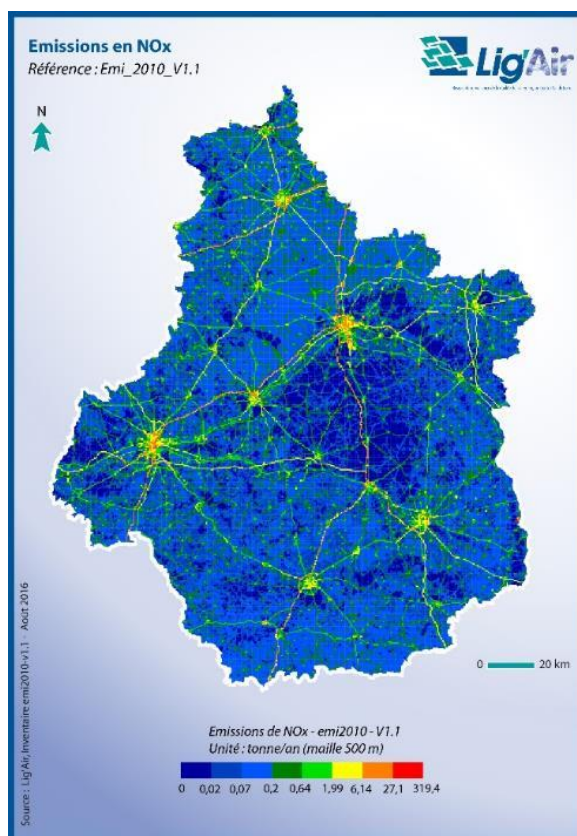 Emissions en NOx
Référence : Emi_2010_V1.1
Lig'Air
N
0 20 km
Source : Lig'Air, Inventaire emi2010-v1.1 - Août 2016
Emissions de NOx - emi2010 - V1.1
Unité : tonne/an (maille 500 m)
0 0,02 0,07 0,2 0,64 1,99 6,14 27,1 319,4